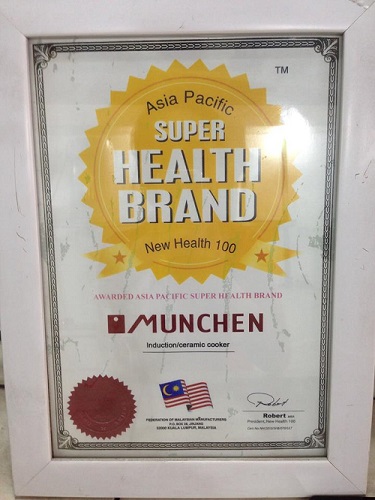 TM
Asia Pacific
SUPER
HEALTH
BRAND
New Health 100
AWARDED ASIA PACIFIC SUPER HEALTH BRAND
MUNCHEN
Induction/ceramic cooker
FEDERATION OF MALAYSIAN MANUFACTURERS
KUALA LUMPUR, MALAYSIA
Robert
President, New Health 100